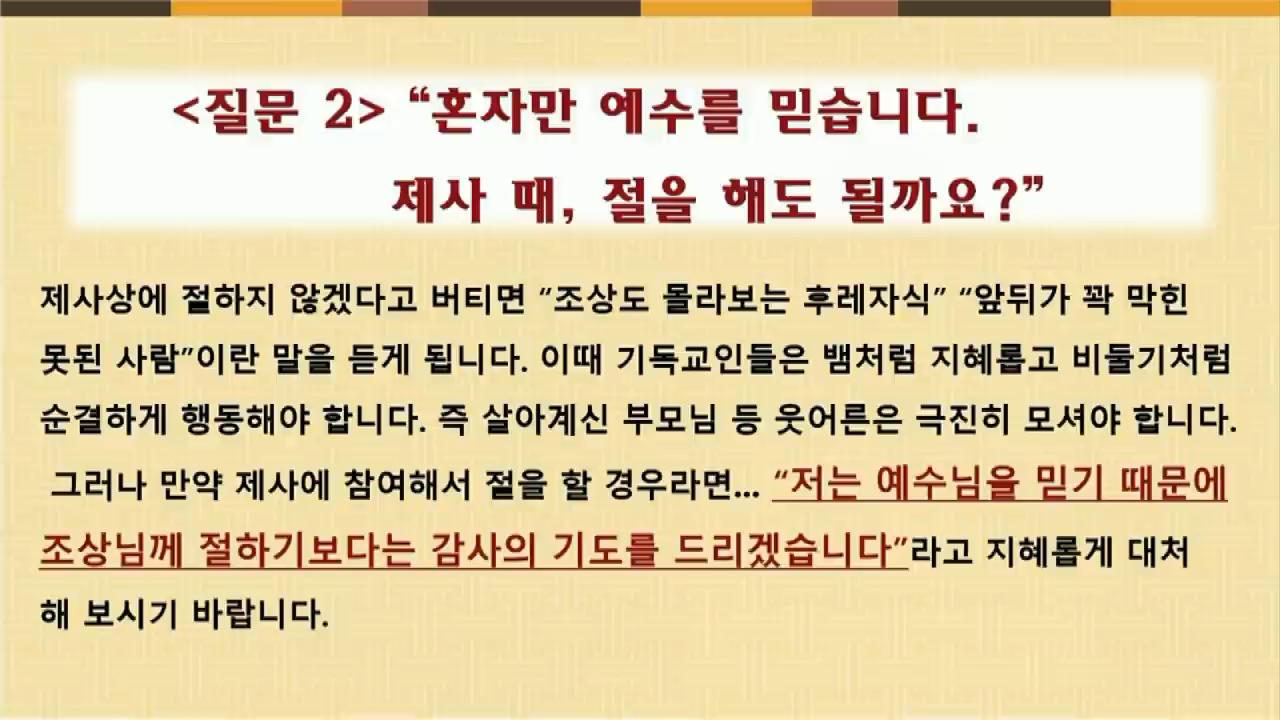 <질문 2> “혼자만 예수를 믿습니다.
제사 때, 절을 해도 될까요?”
제사상에 절하지 않겠다고 버티면 “조상도 몰라보는 후레자식” “앞뒤가 꽉 막힌
못된 사람”이란 말을 듣게 됩니다. 이때 기독교인들은 뱀처럼 지혜롭고 비둘기처럼
순결하게 행동해야 합니다. 즉 살아계신 부모님 등 웃어른은 극진히 모셔야 합니다.
그러나 만약 제사에 참여해서 절을 할 경우라면... “저는 예수님을 믿기 때문에
조상님께 절하기보다는 감사의 기도를 드리겠습니다”라고 지혜롭게 대처
해 보시기 바랍니다.